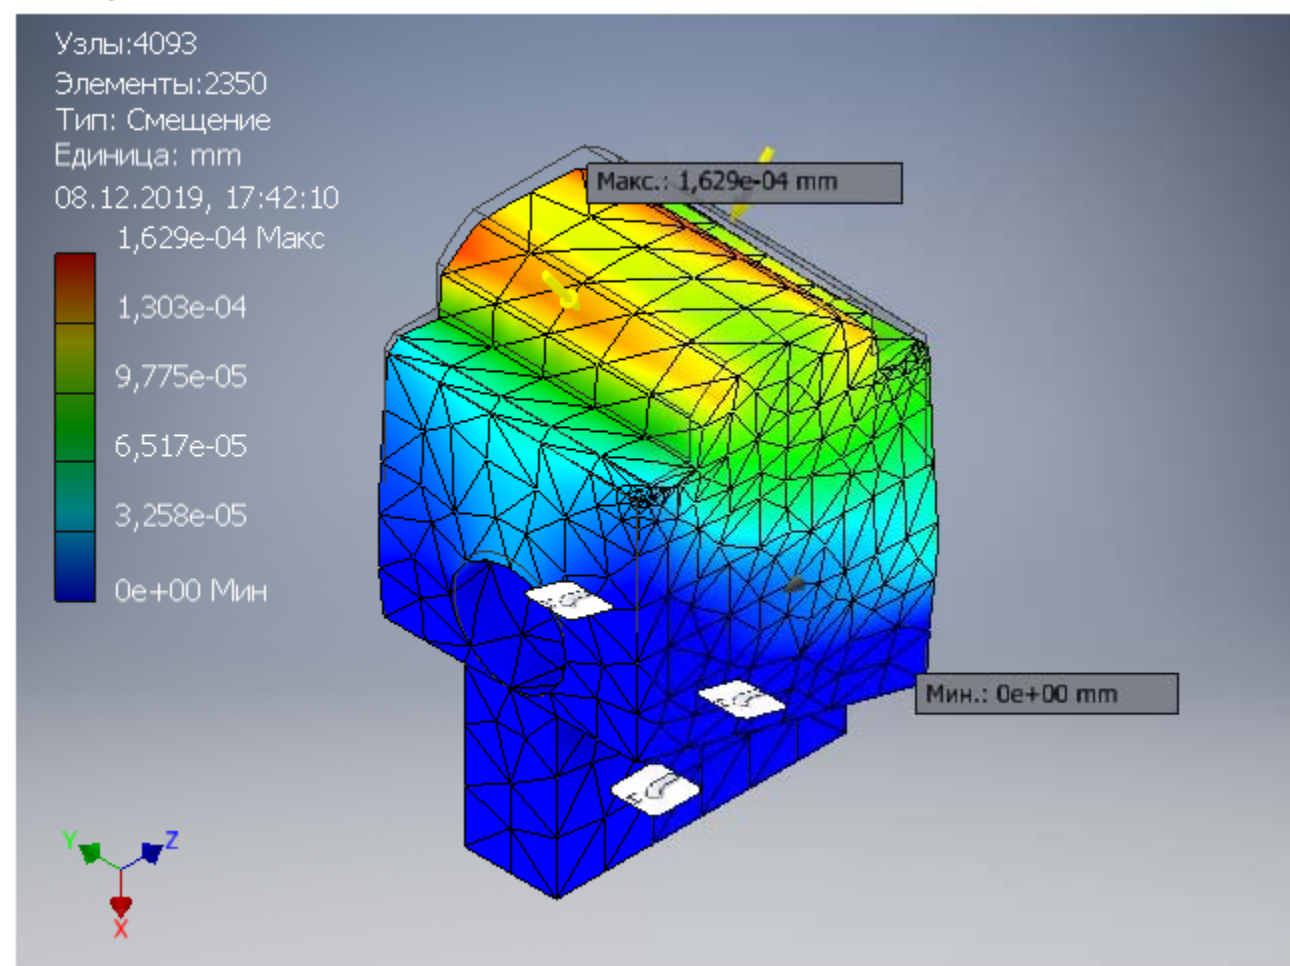 Узлы:4093
Элементы:2350
Тип: Смещение
Единица: mm
08.12.2019, 17:42:10
1,629e-04 Макс
1,303e-04
9,775e-05
6,517e-05
3,258e-05
0e+00 Мин
Макс.: 1,629e-04 mm
Мин.: 0e+00 mm
Y
Z
X